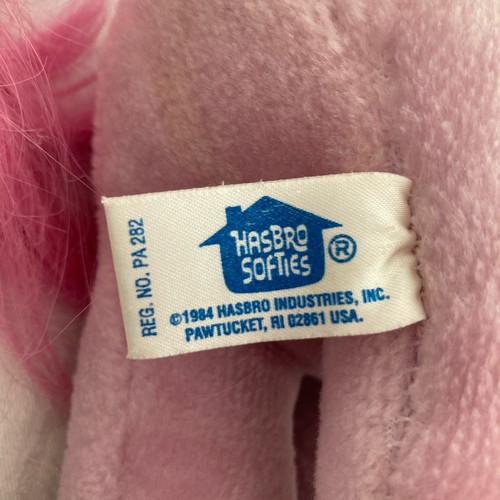 HASBRO
SOFTIES ®
©1984 HASBRO INDUSTRIES, INC.
PAWTUCKET, RI 02861 USA.
REG. NO. PA 282